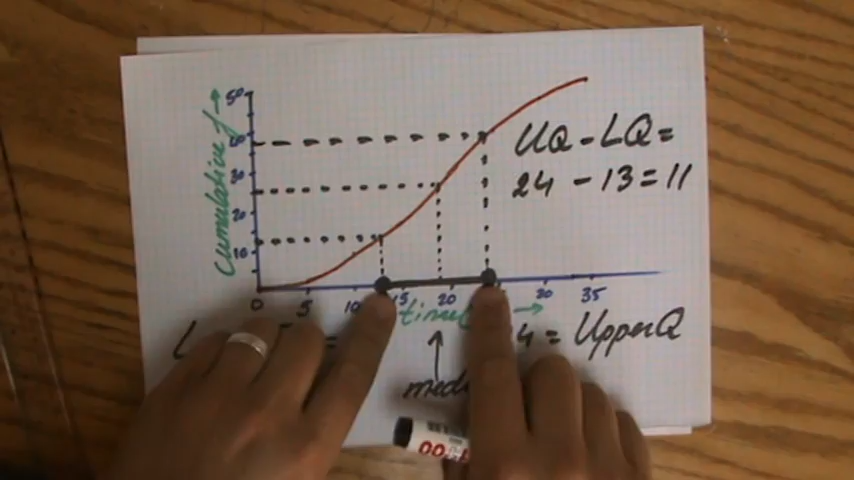 UQ-LQ=
24-13=11
Cumulative f →
50
40
30
20
10
0 5 10 15 20 30 35
time →
4 = UpperQ
med
00